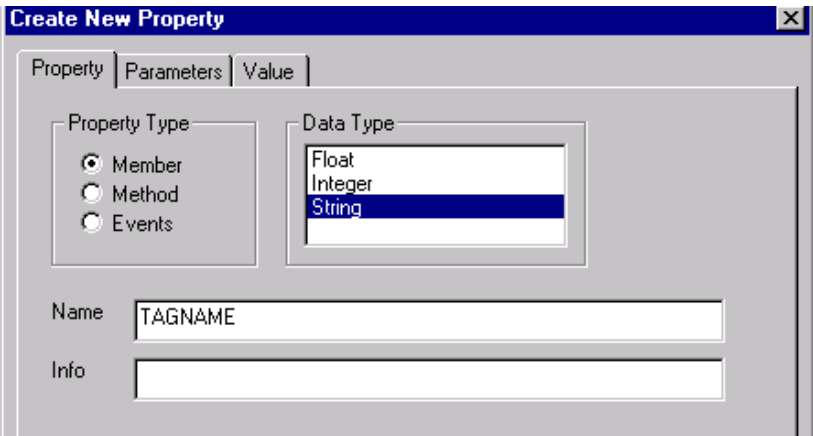 Create New Property
Property Parameters Value
Property Type
Member
Method
Events
Data Type
Float
Integer
String
Name TAGNAME
Info